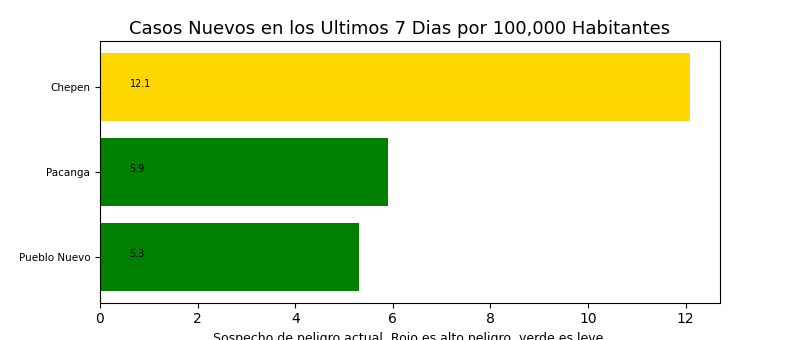 Casos Nuevos en los Ultimos 7 Dias por 100,000 Habitantes
Chepen
12.1
Pacanga
5.9
Pueblo Nuevo
5.3
0 2 4 6 8 10 12
Sospecho de peligro actual. Rojo es alto peligro, verde es leve